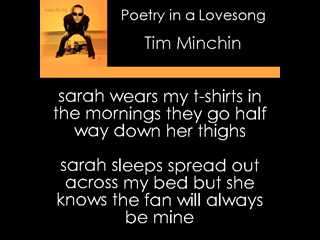 Poetry in a Lovesong
Tim Minchin
sarah wears my t-shirts in
the mornings they go half
way down her thighs
sarah sleeps spread out
across my bed but she
knows the fan will always
be mine